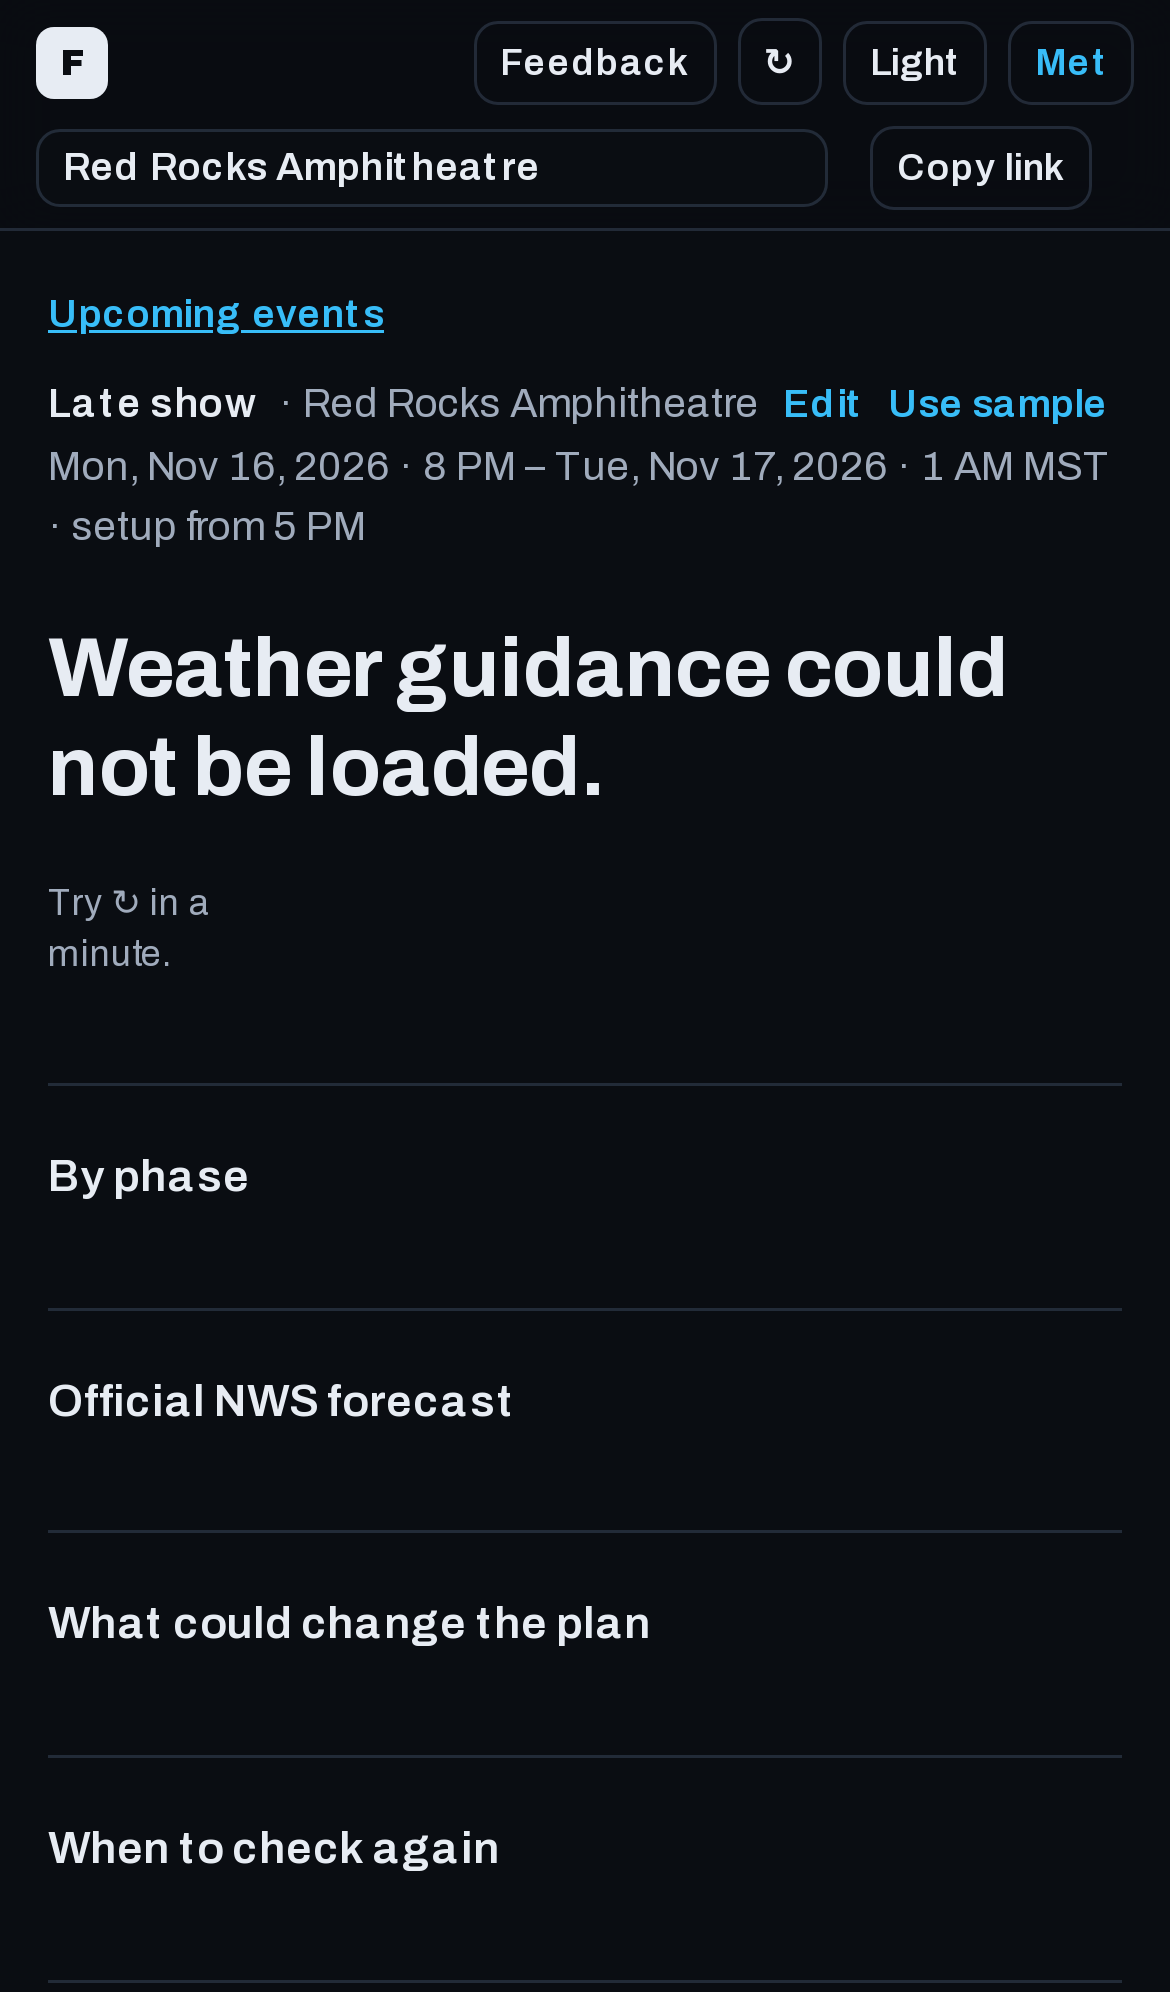 F
Feedback ↻ Light Met
Red Rocks Amphitheatre Copy link
Upcoming events
Late show · Red Rocks Amphitheatre Edit Use sample
Mon, Nov 16, 2026 · 8 PM – Tue, Nov 17, 2026 · 1 AM MST
· setup from 5 PM
Weather guidance could
not be loaded.
Try ↻ in a
minute.
By phase
Official NWS forecast
What could change the plan
When to check again